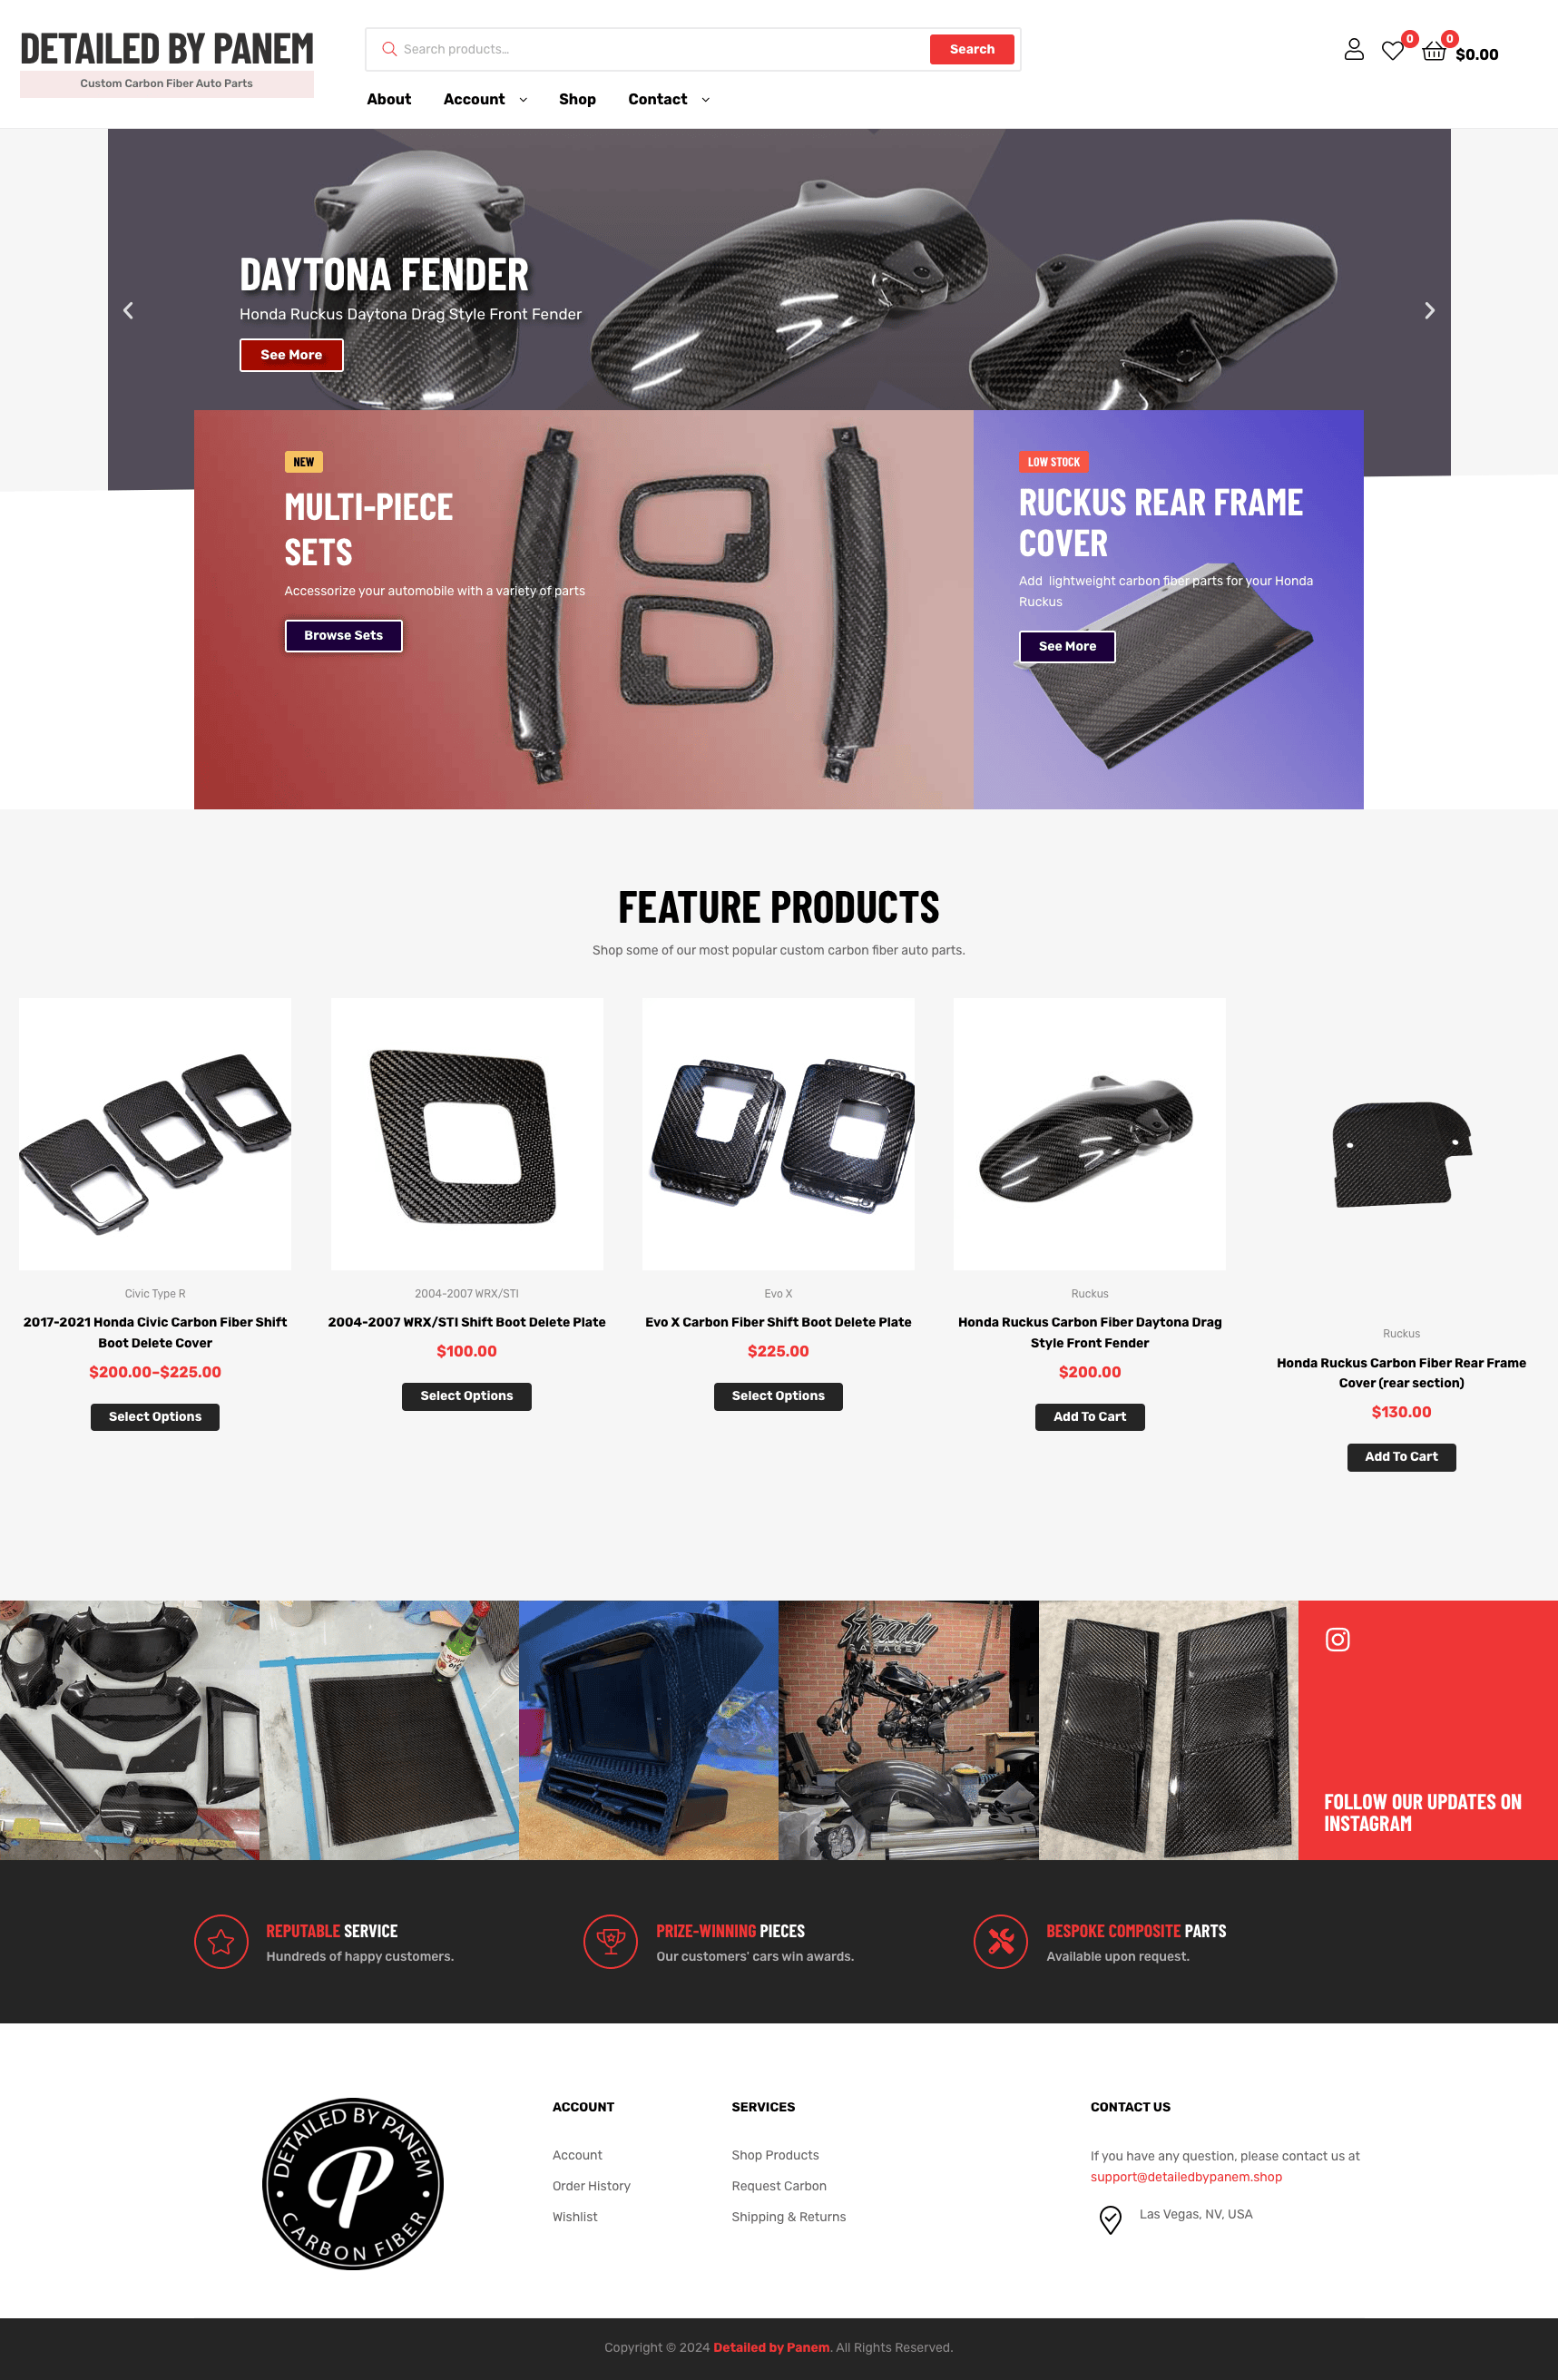 DETAILED BY PANEM
Custom Carbon Fiber Auto Parts
Search products...
Search
0
0
$0.00
About
Account
Shop
Contact
DAYTONA FENDER
Honda Ruckus Daytona Drag Style Front Fender
See More
NEW
MULTI-PIECE
SETS
Accessorize your automobile with a variety of parts
Browse Sets
LOW STOCK
RUCKUS REAR FRAME
COVER
Add lightweight carbon fiber parts for your Honda
Ruckus
See More
FEATURE PRODUCTS
Shop some of our most popular custom carbon fiber auto parts.
Civic Type R
2017-2021 Honda Civic Carbon Fiber Shift
Boot Delete Cover
$200.00–$225.00
Select Options
2004-2007 WRX/STI
2004-2007 WRX/STI Shift Boot Delete Plate
$100.00
Select Options
Evo X
Evo X Carbon Fiber Shift Boot Delete Plate
$225.00
Select Options
Ruckus
Honda Ruckus Carbon Fiber Daytona Drag
Style Front Fender
$200.00
Add To Cart
Ruckus
Honda Ruckus Carbon Fiber Rear Frame
Cover (rear section)
$130.00
Add To Cart
Steady
GARAGE
FOLLOW OUR UPDATES ON
INSTAGRAM
REPUTABLE SERVICE
Hundreds of happy customers.
PRIZE-WINNING PIECES
Our customers' cars win awards.
BESPOKE COMPOSITE PARTS
Available upon request.
DETAILED BY PANEM
P
CARBON FIBER
ACCOUNT
Account
Order History
Wishlist
SERVICES
Shop Products
Request Carbon
Shipping & Returns
CONTACT US
If you have any question, please contact us at
support@detailedbypanem.shop
Las Vegas, NV, USA
Copyright © 2024 Detailed by Panem. All Rights Reserved.